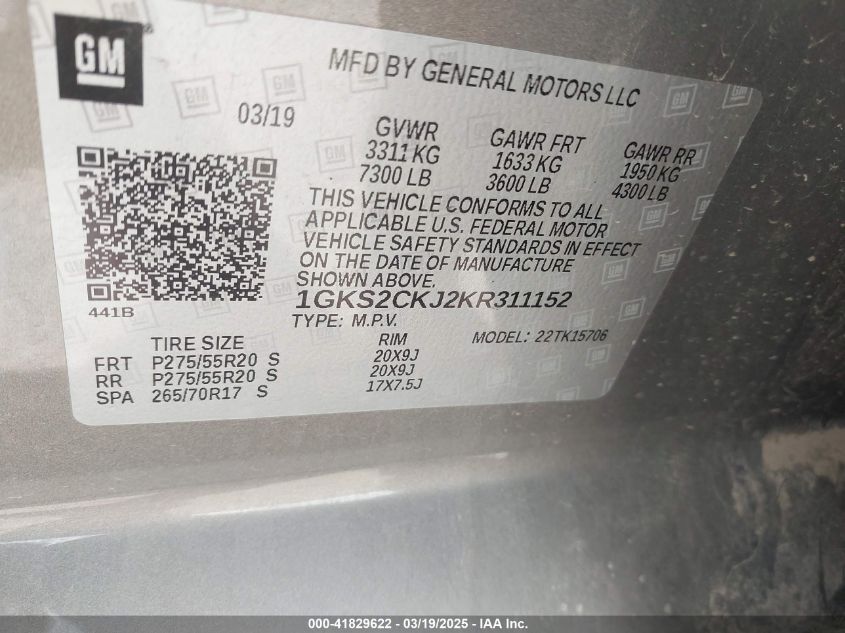 GM
MFD BY GENERAL MOTORS LLC
03/19
GVWR GAWR FRT GAWR RR
3311 KG 1633 KG 1950 KG
7300 LB 3600 LB 4300 LB
THIS VEHICLE CONFORMS TO ALL
APPLICABLE U.S. FEDERAL MOTOR
VEHICLE SAFETY STANDARDS IN EFFECT
ON THE DATE OF MANUFACTURE
SHOWN ABOVE.
441B
1GKS2CKJ2KR311152
TYPE: M.P.V. MODEL: 22TK15706
TIRE SIZE RIM
FRT P275/55R20 S 20X9J
RR P275/55R20 S 20X9J
SPA 265/70R17 S 17X7.5J
000-41829622 - 03/19/2025 - IAA Inc.